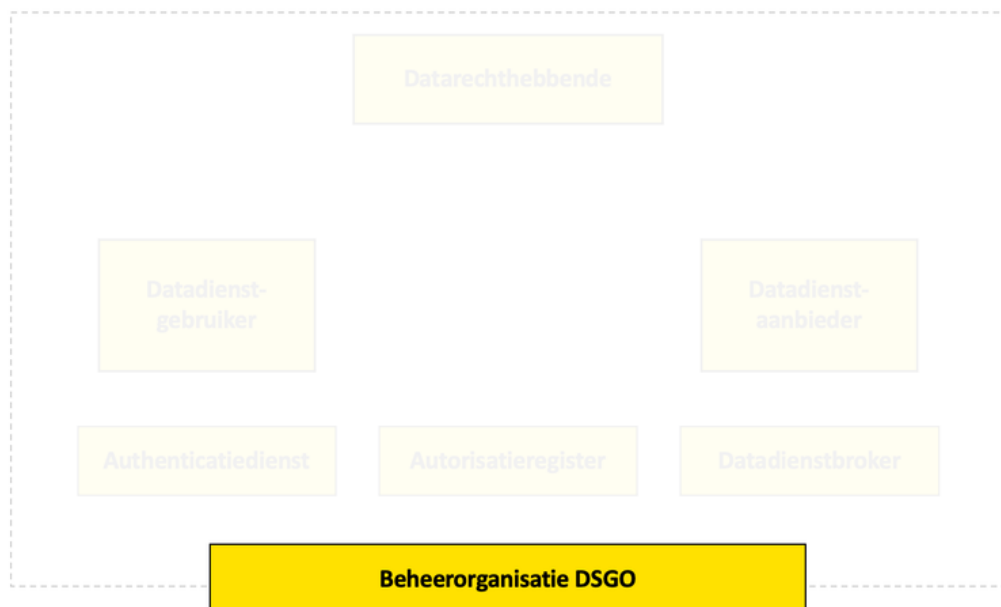 Datarechthebbende
Datadienst-
gebruiker
Datadienst-
aanbieder
Authenticatiedienst
Autorisatieregister
Datadienstbroker
Beheerorganisatie DSGO